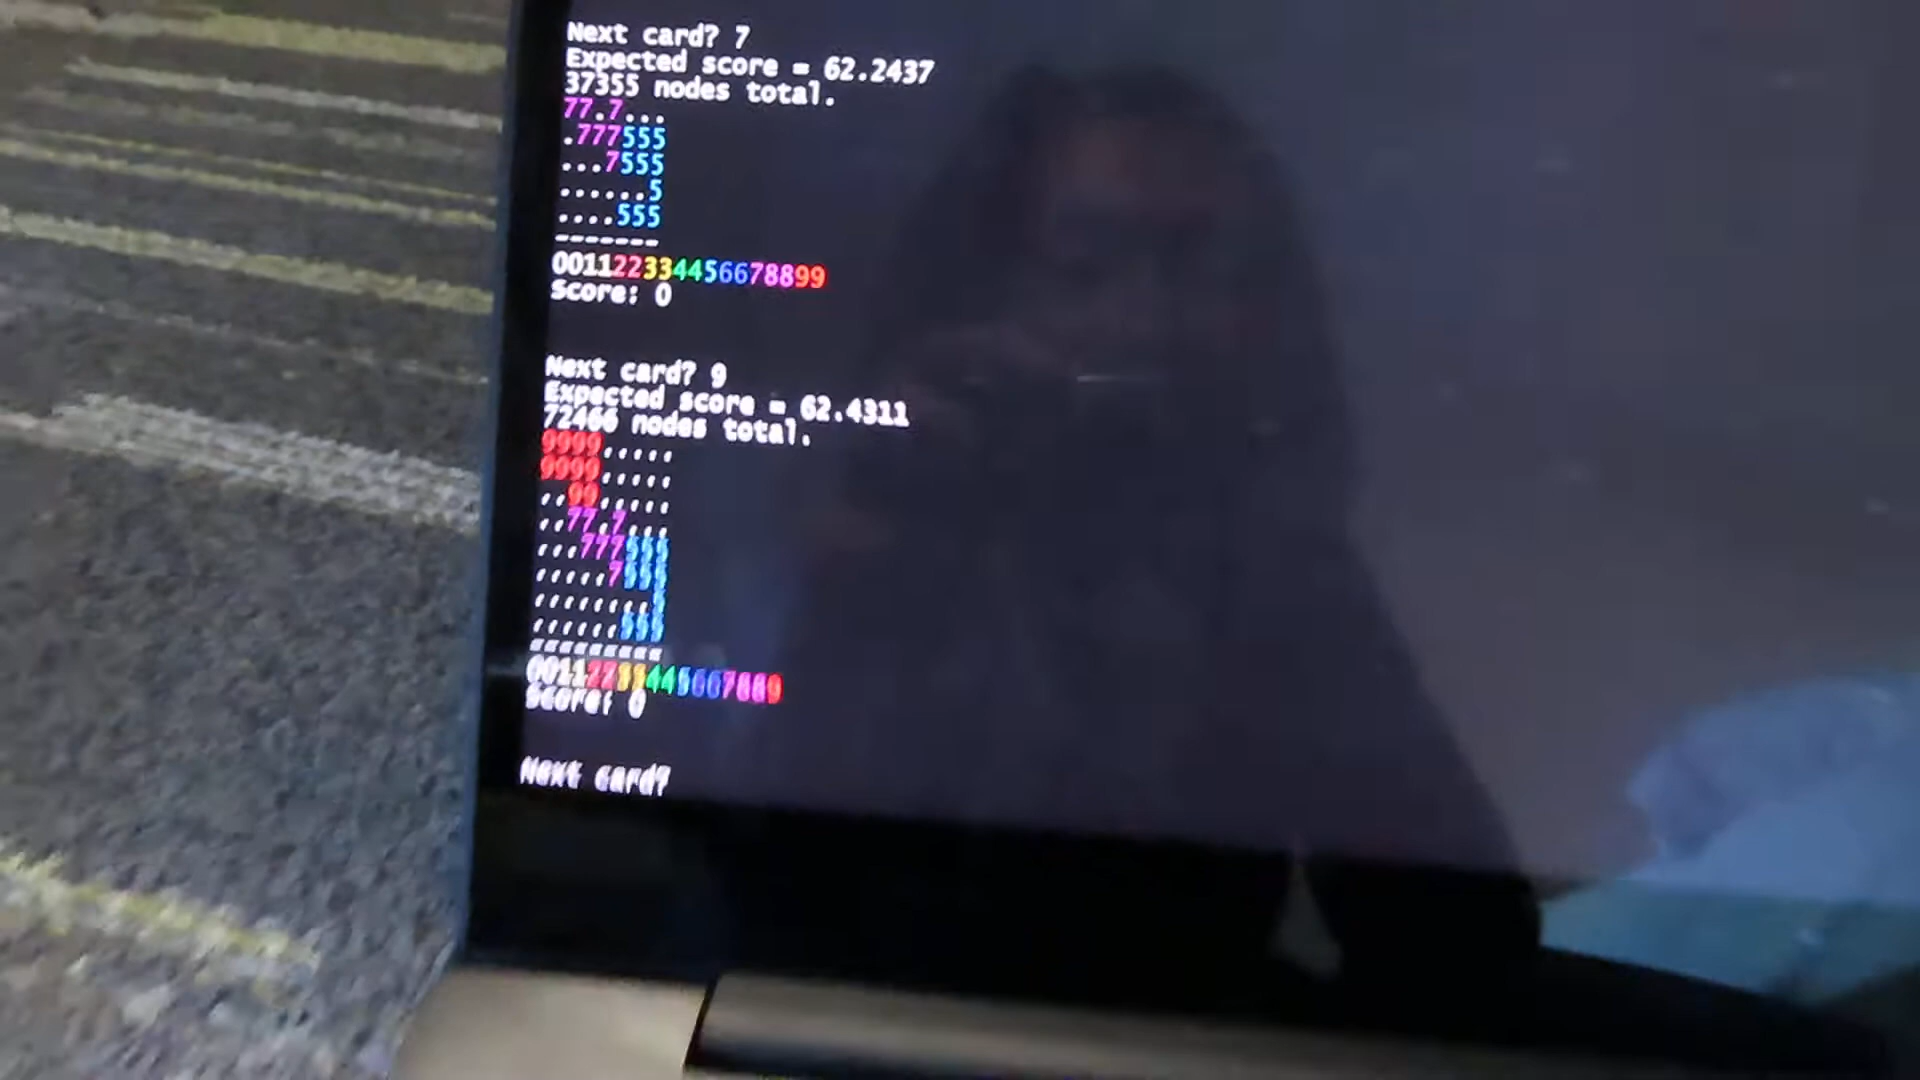 Next card? 7
Expected score = 62.2437
37355 nodes total.
77.7...
.777555
...7555
......5
....555
-------
001122334456678899
Score: 0
Next card? 9
Expected score = 62.4311
72466 nodes total.
9999.....
9999.....
..99.....
..77.7...
...777555
.....7555
........5
......555
---------
00112233445667889
Score: 0
Next card?